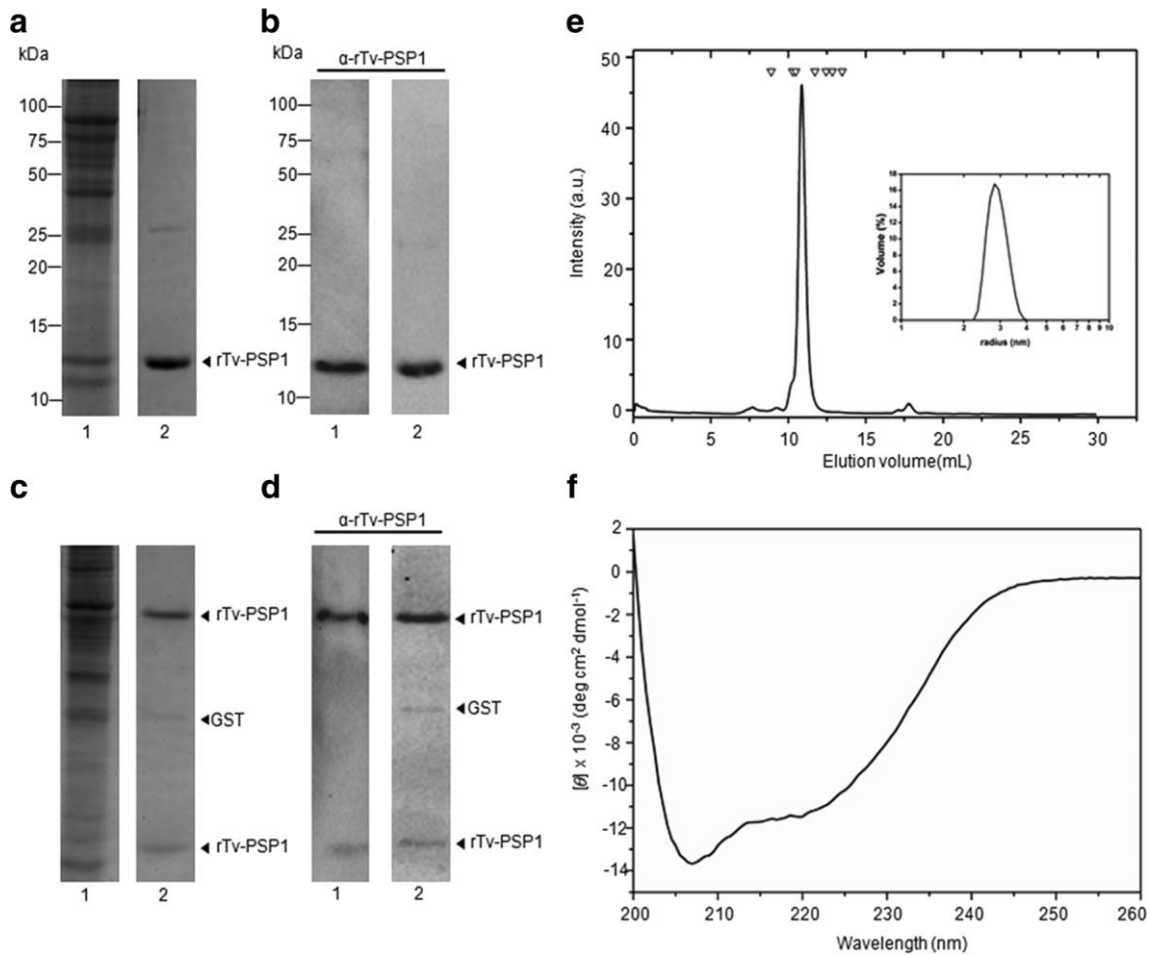 a
kDa
100
75
50
25
20
15
10
rTv-PSP1
1 2
b
kDa
α-rTv-PSP1
100
75
50
25
20
15
10
rTv-PSP1
1 2
c
rTv-PSP1
GST
rTv-PSP1
1 2
d
α-rTv-PSP1
rTv-PSP1
GST
rTv-PSP1
1 2
e
Intensity (a.u.)
50
40
30
20
10
0
0 5 10 15 20 25 30
Elution volume(mL)
Volume (%)
18
16
14
12
10
8
6
4
2
0
1 2 3 4 5 6 7 8 9 10
radius (nm)
f
[θ] x 10-3 (deg cm2 dmol-1)
2
0
-2
-4
-6
-8
-10
-12
-14
200 210 220 230 240 250 260
Wavelength (nm)